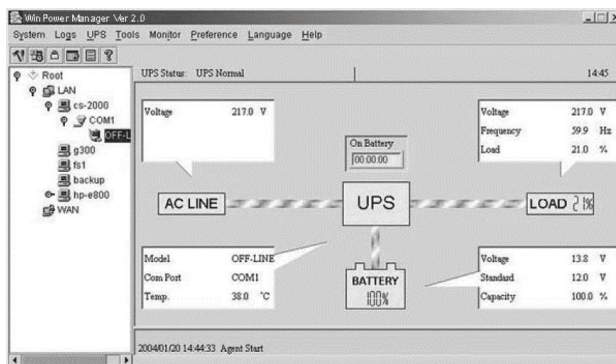 Win Power Manager Ver 2.0
System Logs UPS Tools Monitor Preference Language Help
Root
LAN
cs-2000
COM1
OFF-L
g300
fs1
backup
hp-e800
WAN
UPS Status: UPS Normal 14:45
Voltage 217.0 V
On Battery
00:00:00
Voltage 217.0 V
Frequency 59.9 Hz
Load 21.0 %
AC LINE
UPS
LOAD 21%
Model OFF-LINE
Com Port COM1
Temp. 38.0 °C
BATTERY
100%
Voltage 13.8 V
Standard 12.0 V
Capacity 100.0 %
2004/01/20 14:44:33 Agent Start